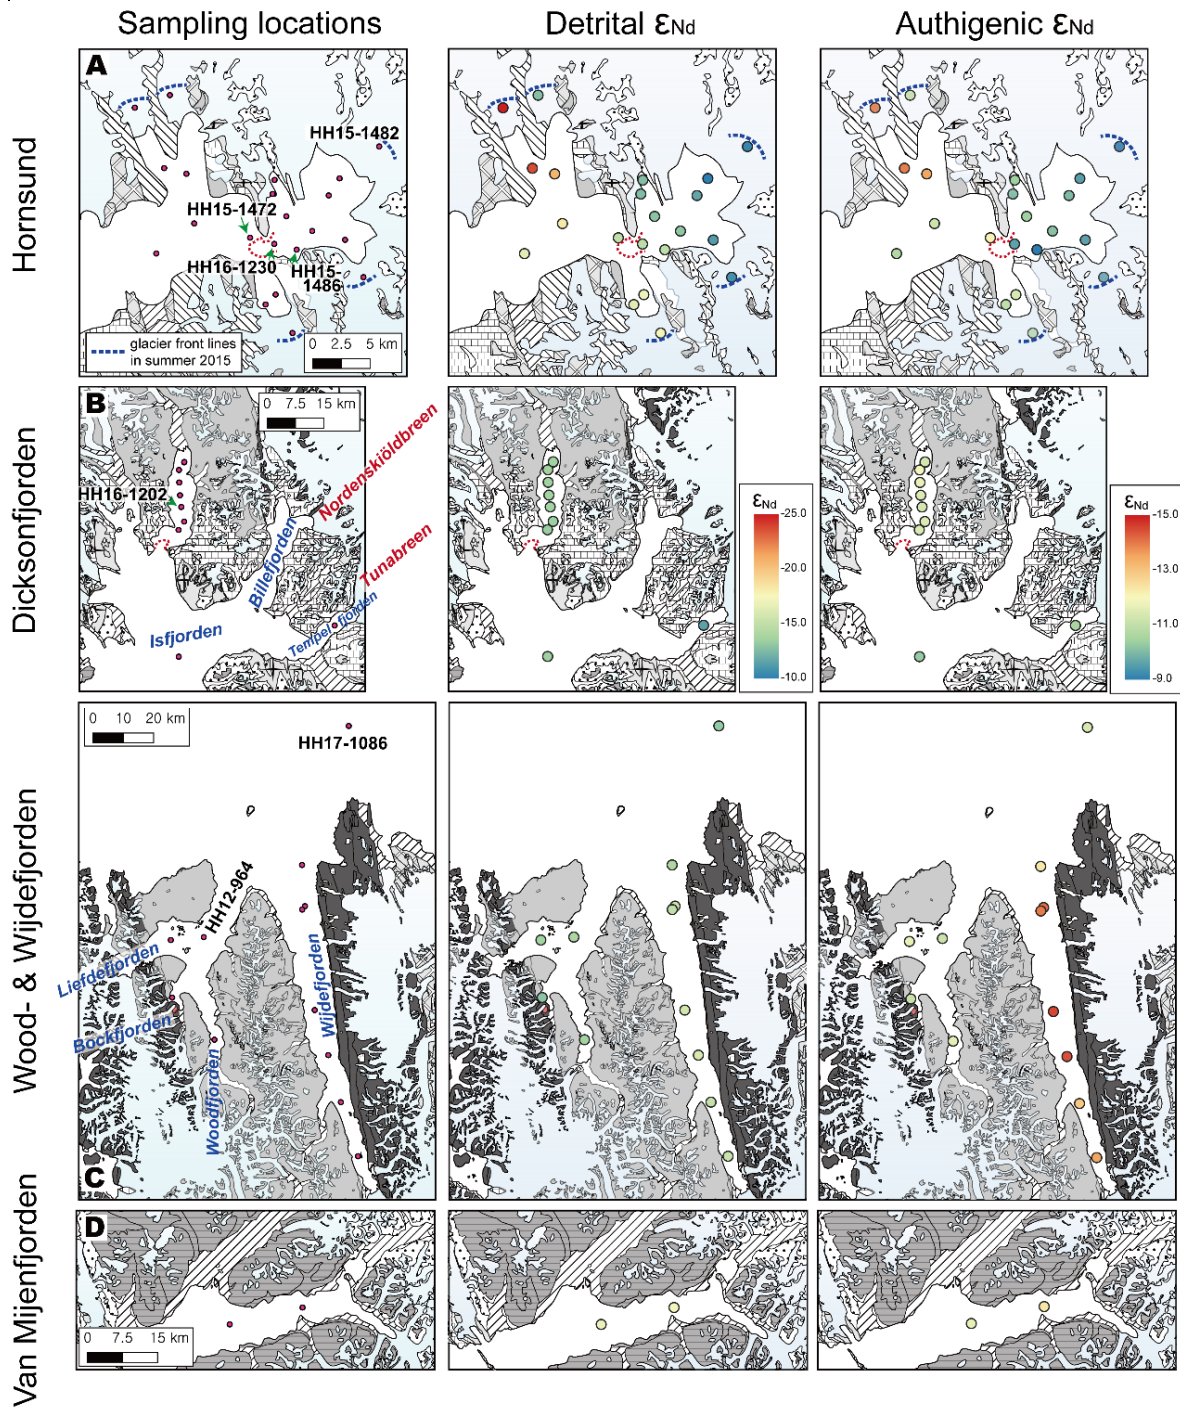 Sampling locations
Detrital εNd
Authigenic εNd
Hornsund
A
HH15-1482
HH15-1472
HH16-1230
HH15-
1486
glacier front lines
in summer 2015
0 2.5 5 km
Dicksonfjorden
B
0 7.5 15 km
HH16-1202
Nordenskiöldbreen
Billefjorden
Tunabreen
Isfjorden
Tempelfjorden
εNd
-25.0
-20.0
-15.0
-10.0
εNd
-15.0
-13.0
-11.0
-9.0
Wood- & Wijdefjorden
0 10 20 km
HH17-1086
HH12-964
Liefdefjorden
Bockfjorden
Woodfjorden
Wijdefjorden
C
Van Mijenfjorden
D
0 7.5 15 km